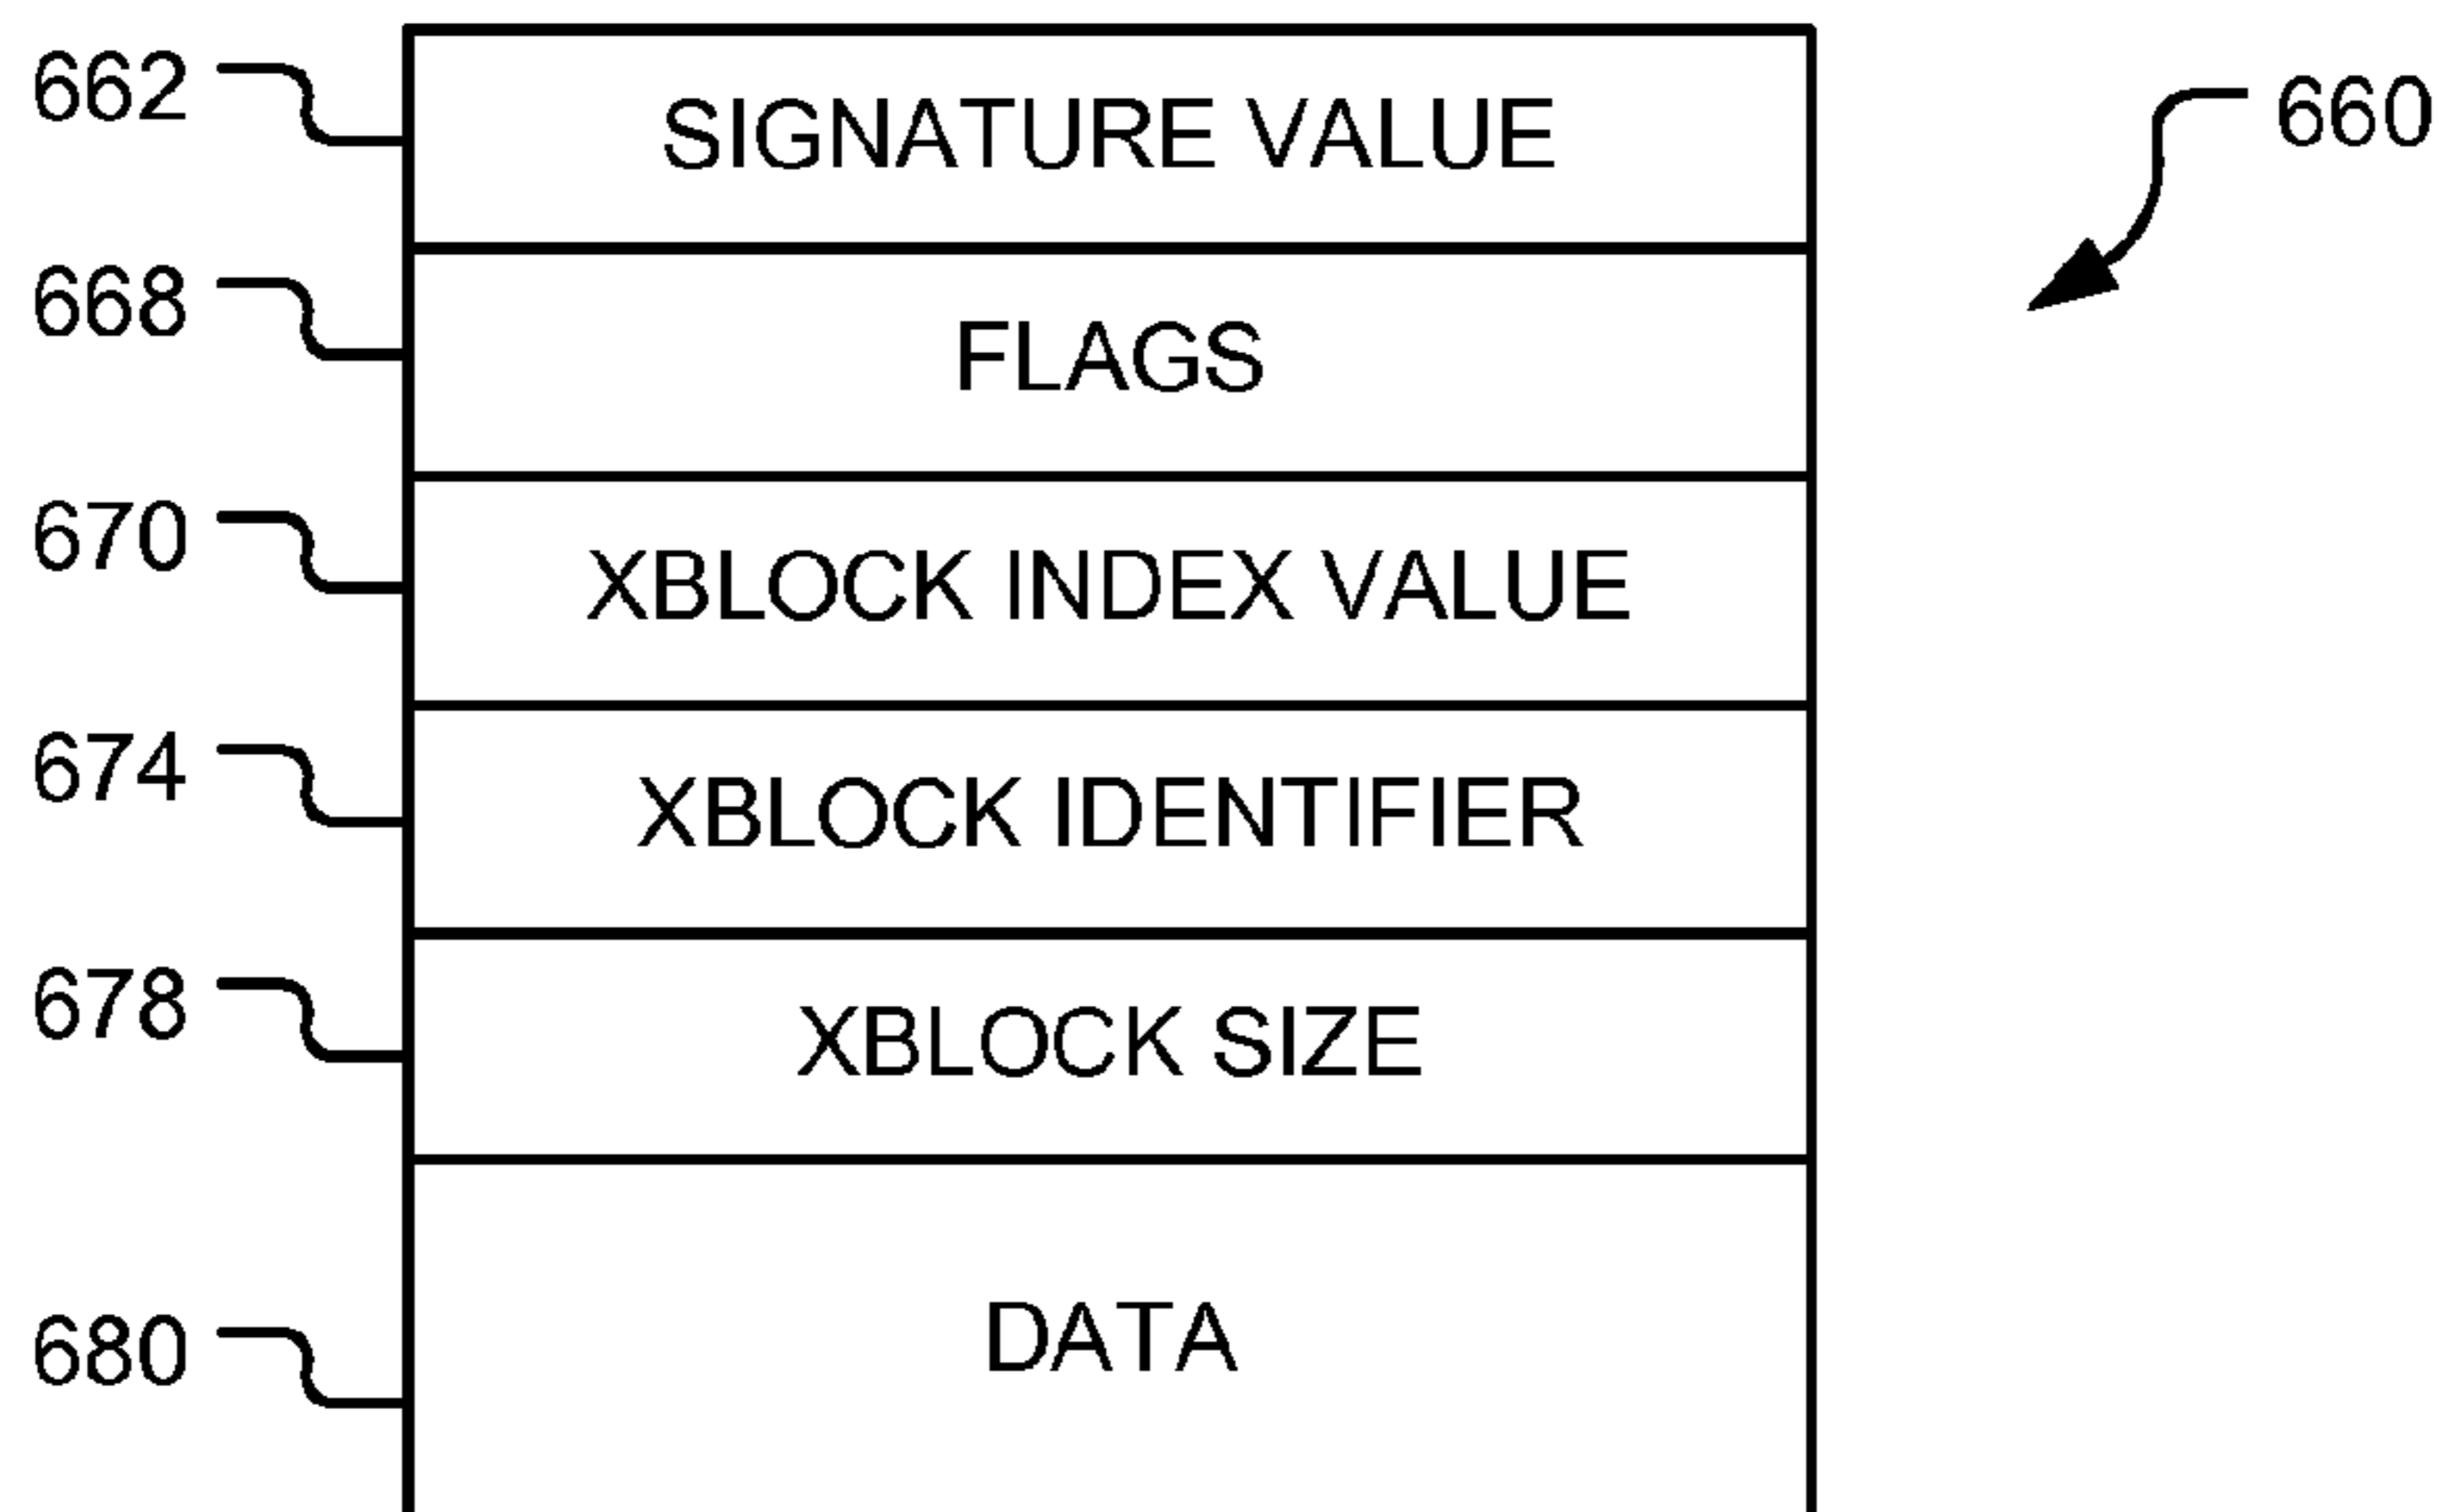 662 SIGNATURE VALUE 660
668 FLAGS
670 XBLOCK INDEX VALUE
674 XBLOCK IDENTIFIER
678 XBLOCK SIZE
680 DATA